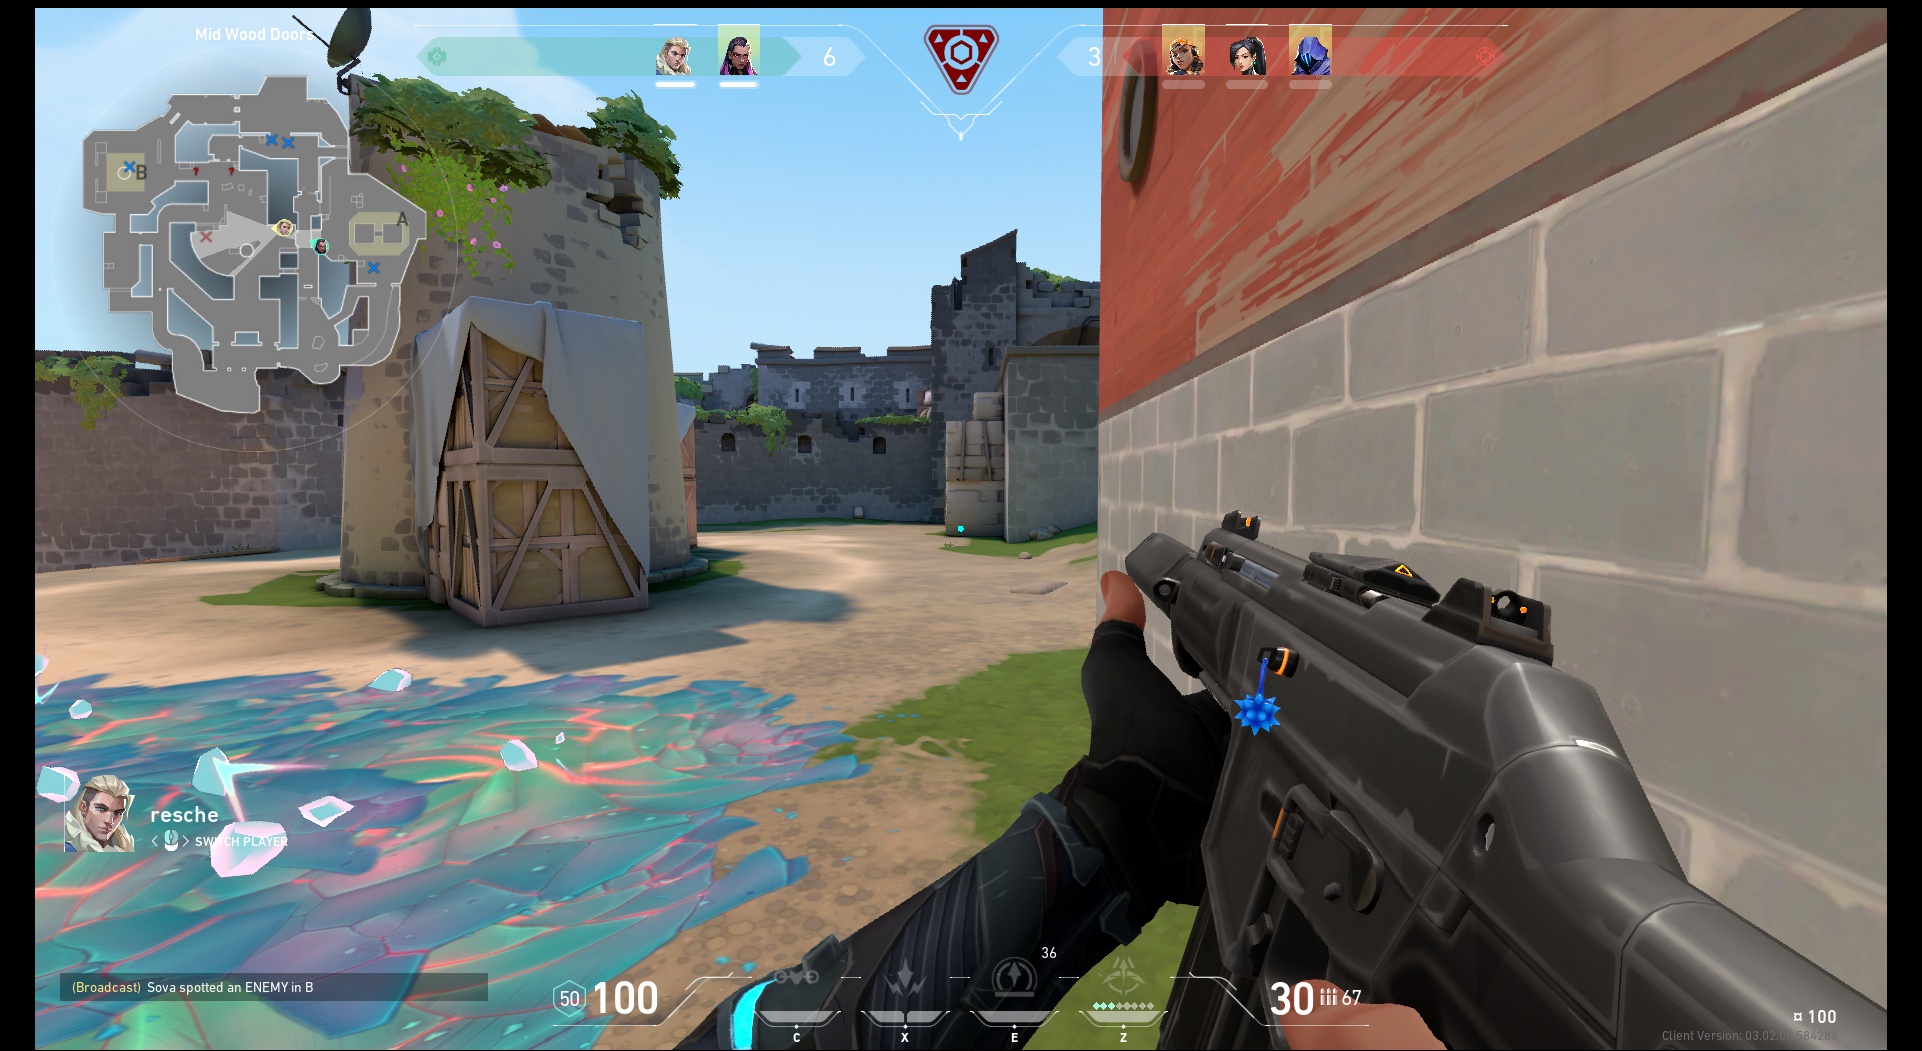 Mid Wood Doors
6
3
B
A
resche
< > SWITCH PLAYER
(Broadcast) Sova spotted an ENEMY in B
50 100
36
C
X
E
Z
30 67
¤ 100